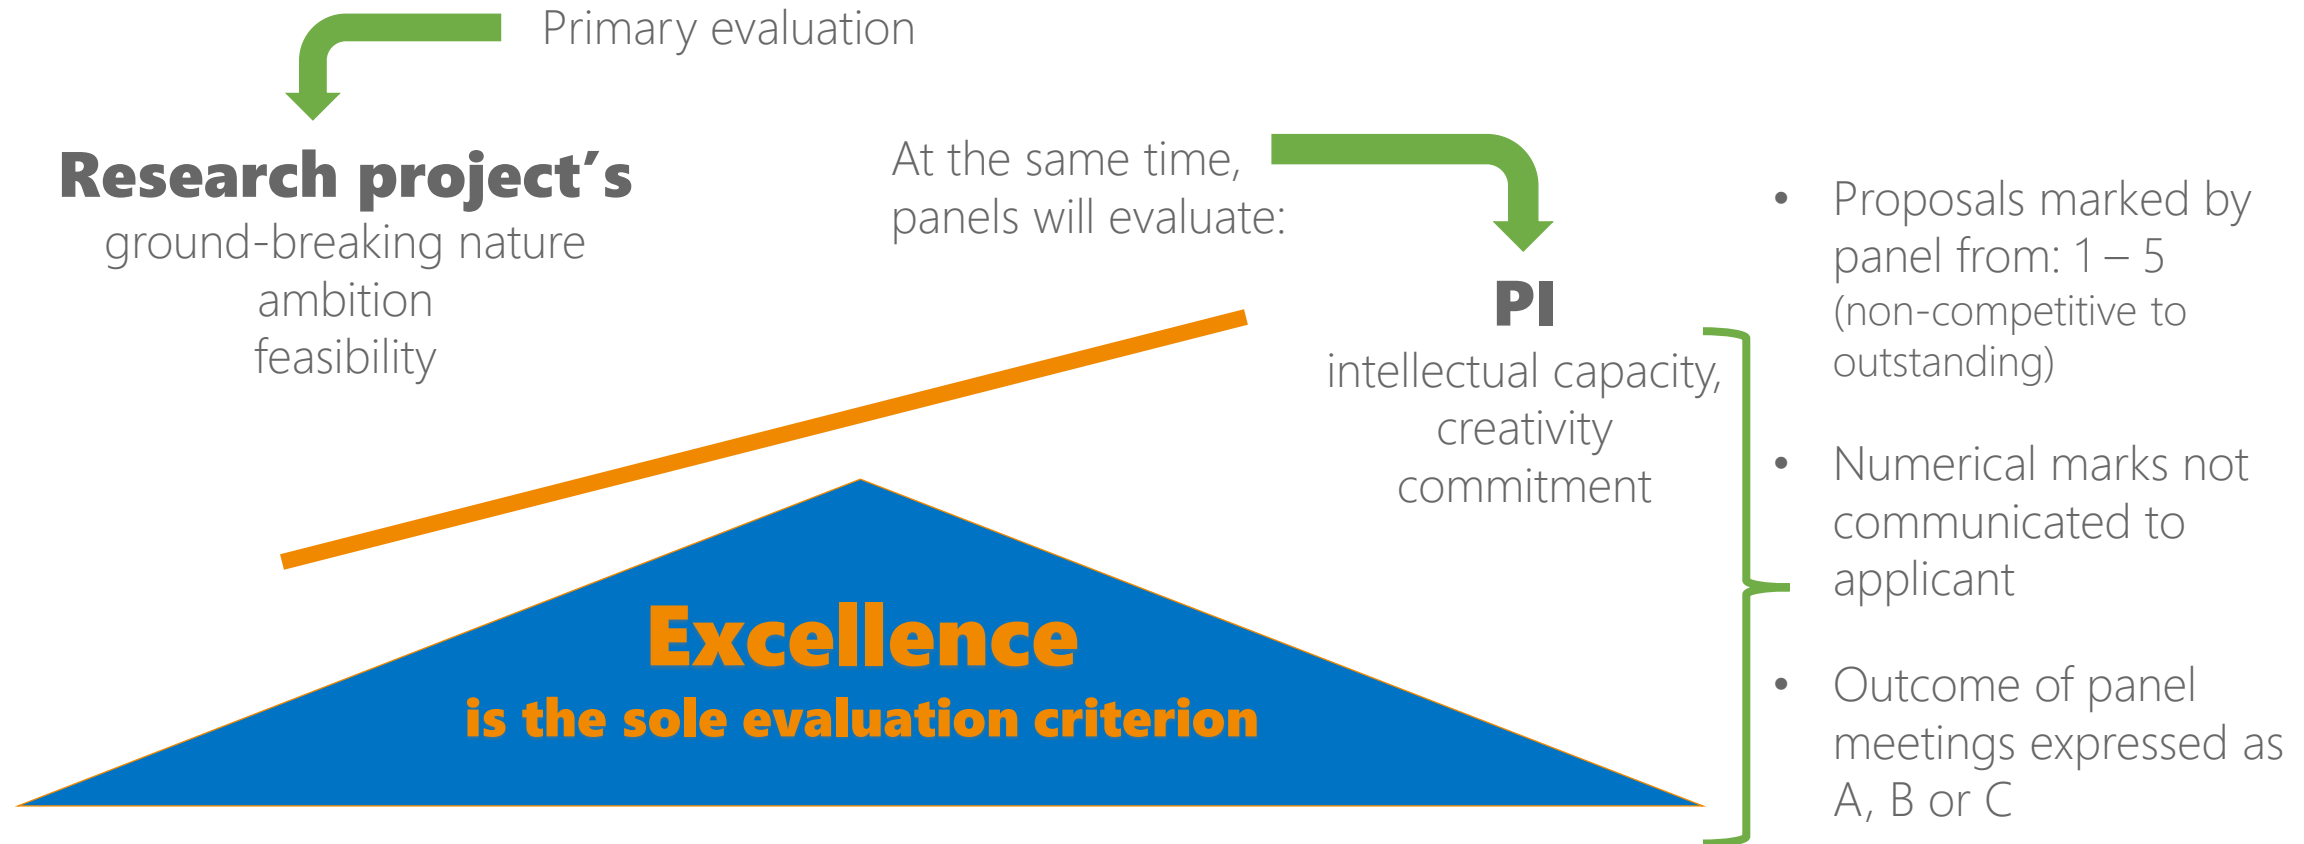 Primary evaluation
Research project’s
ground-breaking nature
ambition
feasibility
At the same time,
panels will evaluate:
PI
intellectual capacity,
creativity
commitment
Excellence
is the sole evaluation criterion
• Proposals marked by
panel from: 1 – 5
(non-competitive to
outstanding)
• Numerical marks not
communicated to
applicant
• Outcome of panel
meetings expressed as
A, B or C